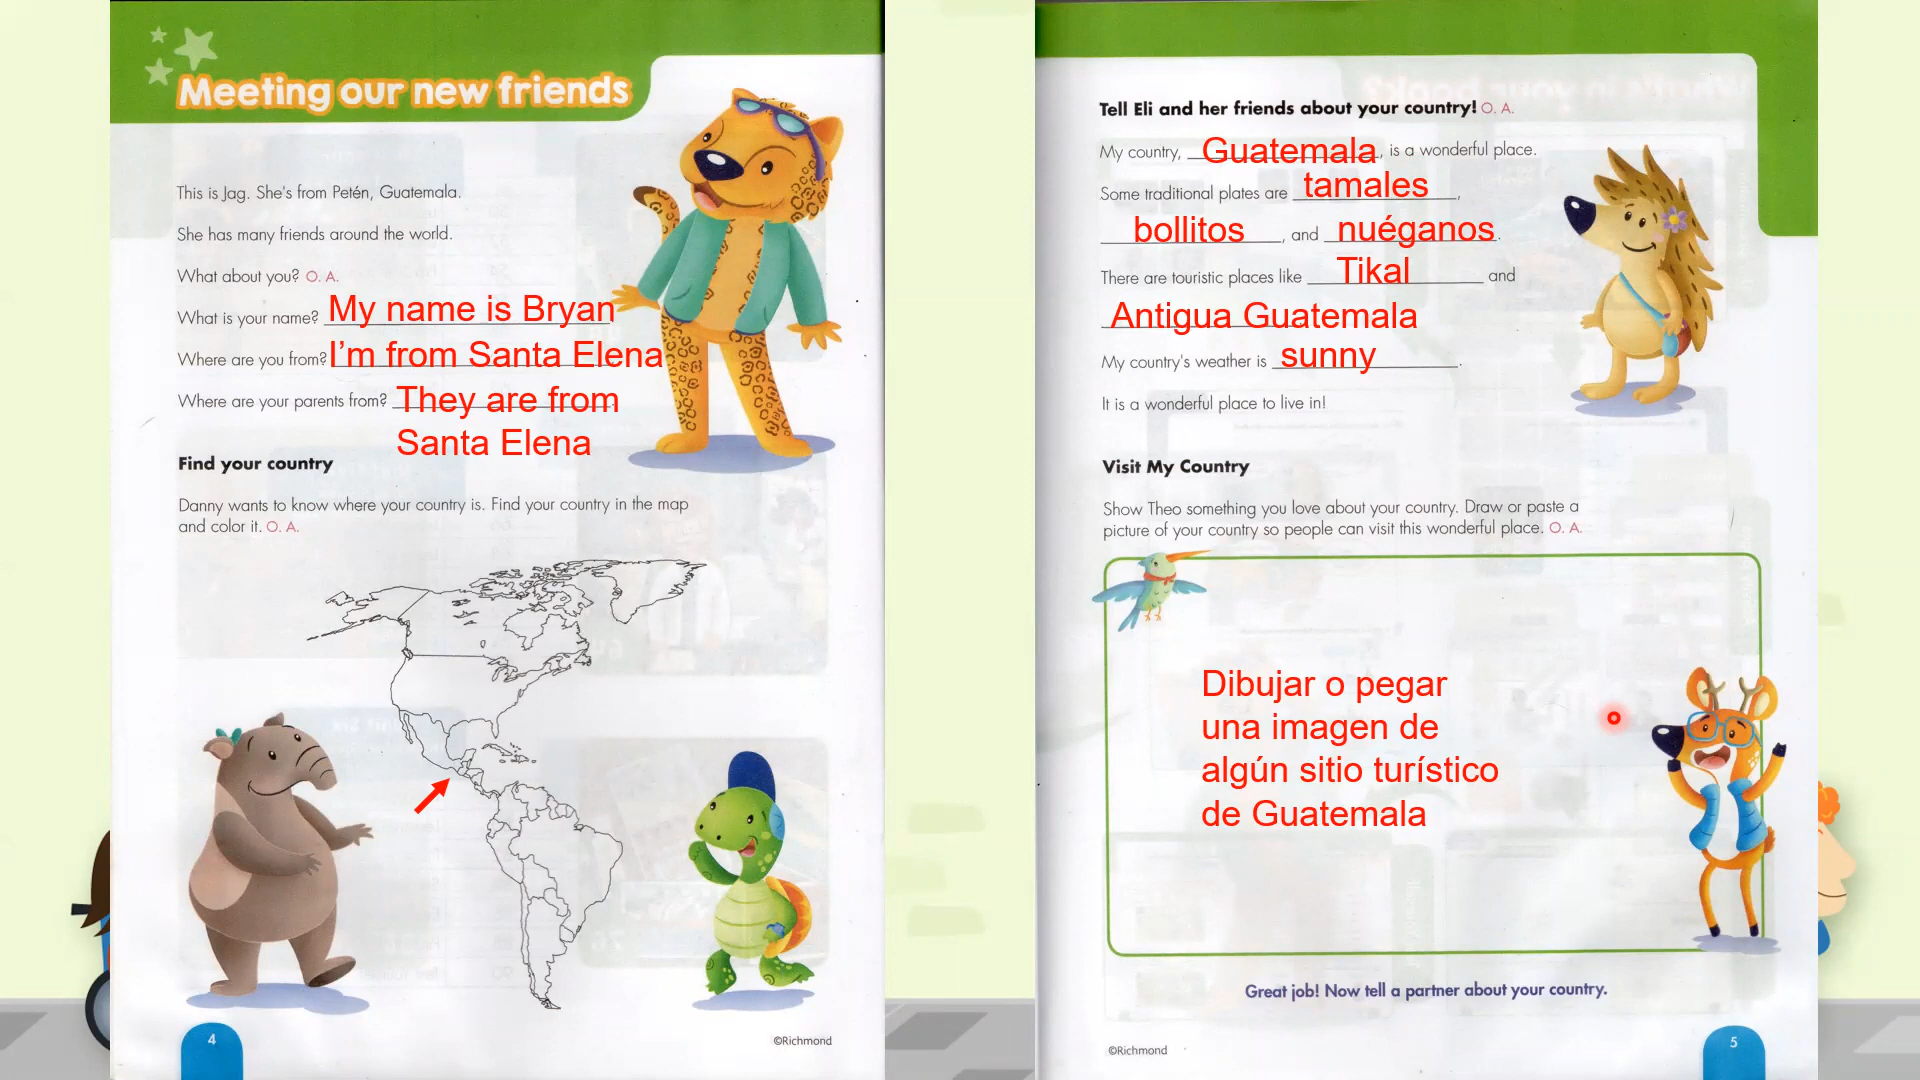 Meeting our new friends
This is Jag. She's from Petén, Guatemala.
She has many friends around the world.
What about you? O. A.
What is your name? My name is Bryan
Where are you from? I'm from Santa Elena
Where are your parents from? They are from
Santa Elena
Find your country
Danny wants to know where your country is. Find your country in the map
and color it. O. A.
4
©Richmond
Tell Eli and her friends about your country! O. A.
My country, Guatemala, is a wonderful place.
Some traditional plates are tamales,
bollitos, and nuéganos.
There are touristic places like Tikal and
Antigua Guatemala
My country's weather is sunny.
It is a wonderful place to live in!
Visit My Country
Show Theo something you love about your country. Draw or paste a
picture of your country so people can visit this wonderful place. O. A.
Dibujar o pegar
una imagen de
algún sitio turístico
de Guatemala
Great job! Now tell a partner about your country.
©Richmond
5